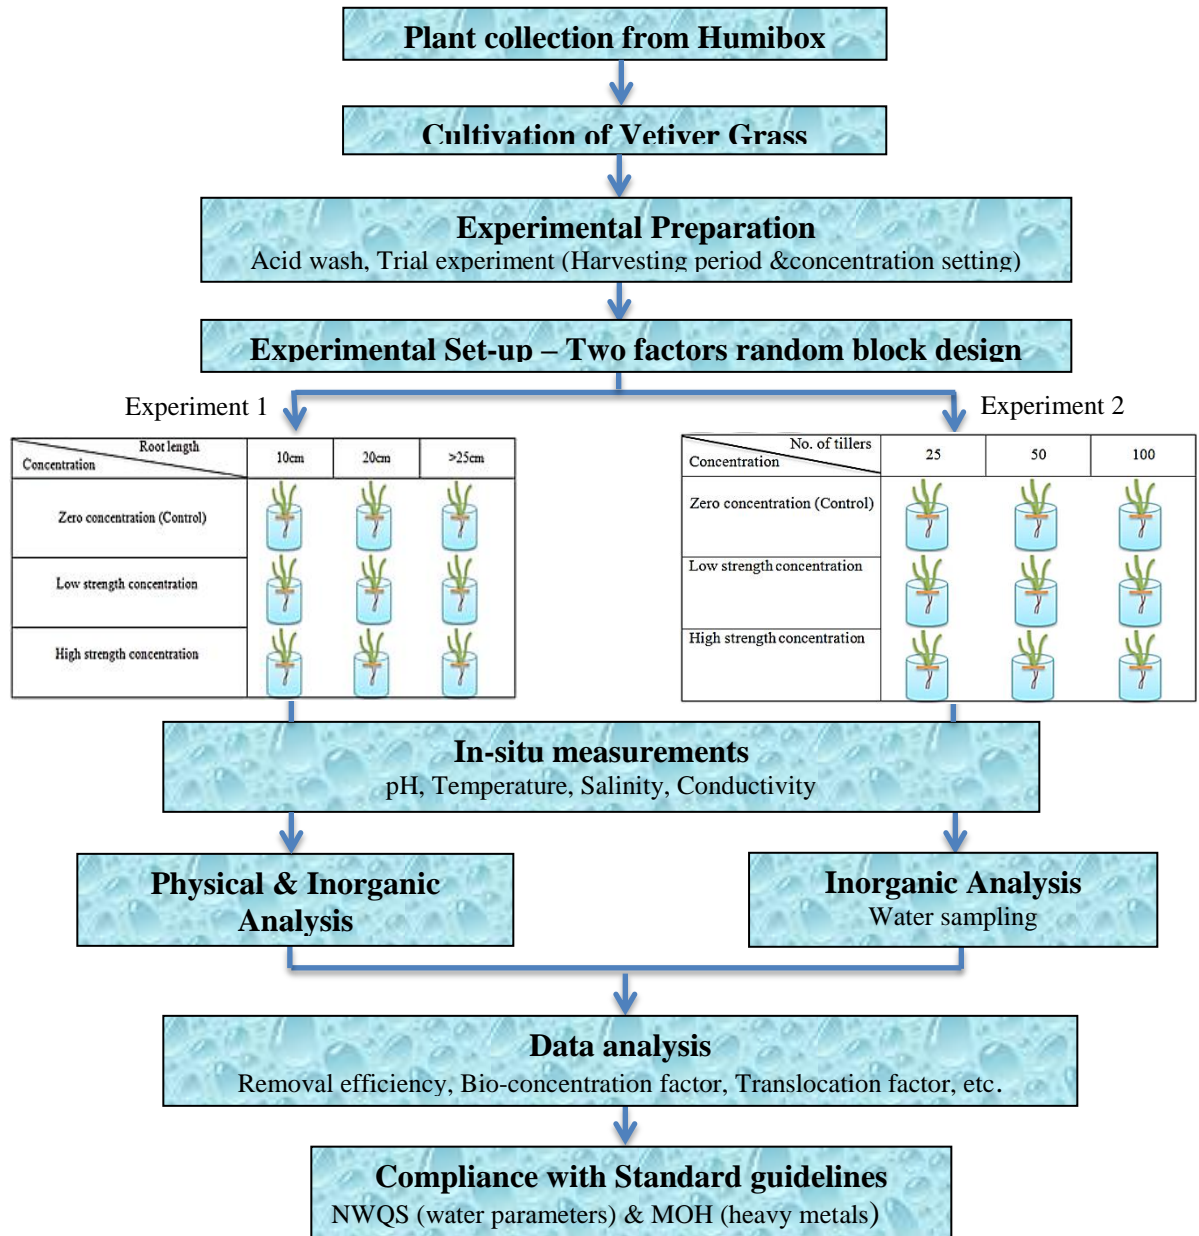 Plant collection from Humibox
Cultivation of Vetiver Grass
Experimental Preparation
Acid wash, Trial experiment (Harvesting period &concentration setting)
Experimental Set-up – Two factors random block design
Experiment 1
Experiment 2
Root length
Concentration
10cm
20cm
>25cm
Zero concentration (Control)
Low strength concentration
High strength concentration
No. of tillers
Concentration
25
50
100
Zero concentration (Control)
Low strength concentration
High strength concentration
In-situ measurements
pH, Temperature, Salinity, Conductivity
Physical & Inorganic
Analysis
Inorganic Analysis
Water sampling
Data analysis
Removal efficiency, Bio-concentration factor, Translocation factor, etc.
Compliance with Standard guidelines
NWQS (water parameters) & MOH (heavy metals)